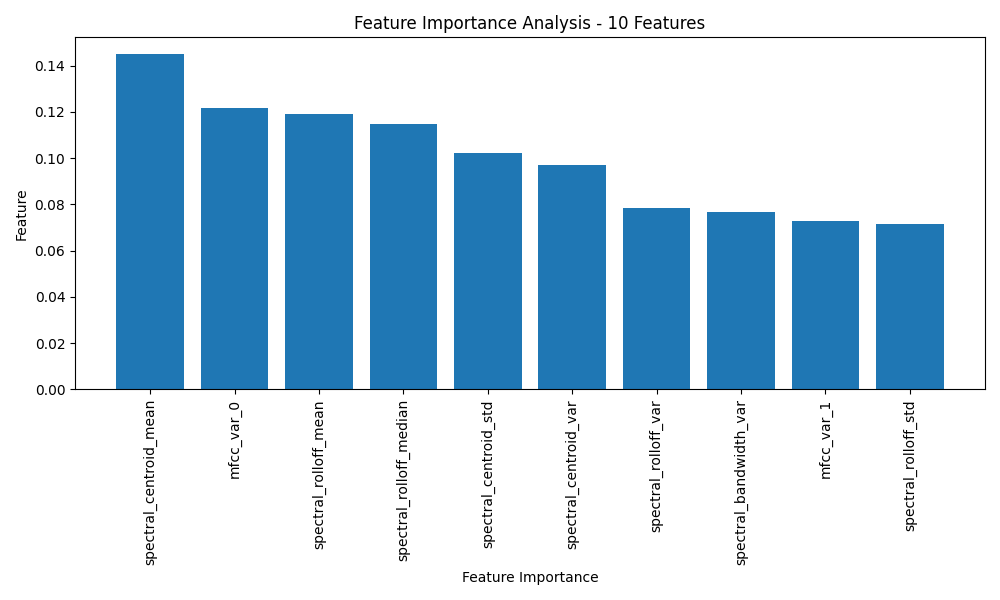 Feature Importance Analysis - 10 Features
Feature
0.14
0.12
0.10
0.08
0.06
0.04
0.02
0.00
spectral_centroid_mean
mfcc_var_0
spectral_rolloff_mean
spectral_rolloff_median
spectral_centroid_std
spectral_centroid_var
spectral_rolloff_var
spectral_bandwidth_var
mfcc_var_1
spectral_rolloff_std
Feature Importance